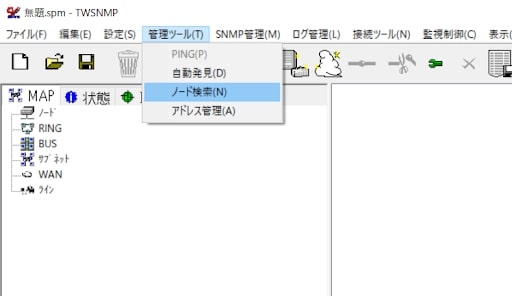 無題.spm - TWSNMP
ファイル(F) 編集(E) 設定(S) 管理ツール(T) SNMP管理(M) ログ管理(L) 接続ツール(N) 監視制御(C) 表示(
PING(P)
自動発見(D)
ノード検索(N)
アドレス管理(A)
MAP 状態
ノード
RING
BUS
サブネット
WAN
ライン